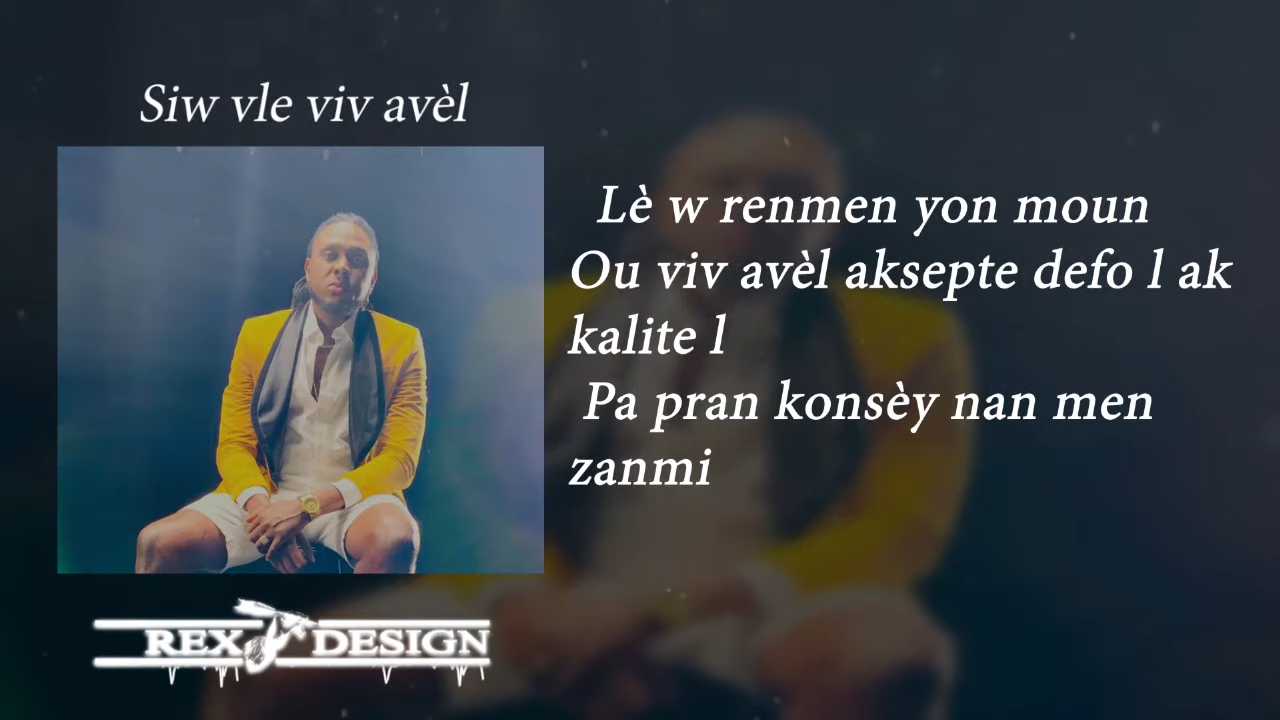 Siw vle viv avèl
Lè w renmen yon moun
Ou viv avèl aksepte defo l ak
kalite l
Pa pran konsèy nan men
zanmi
REX DESIGN